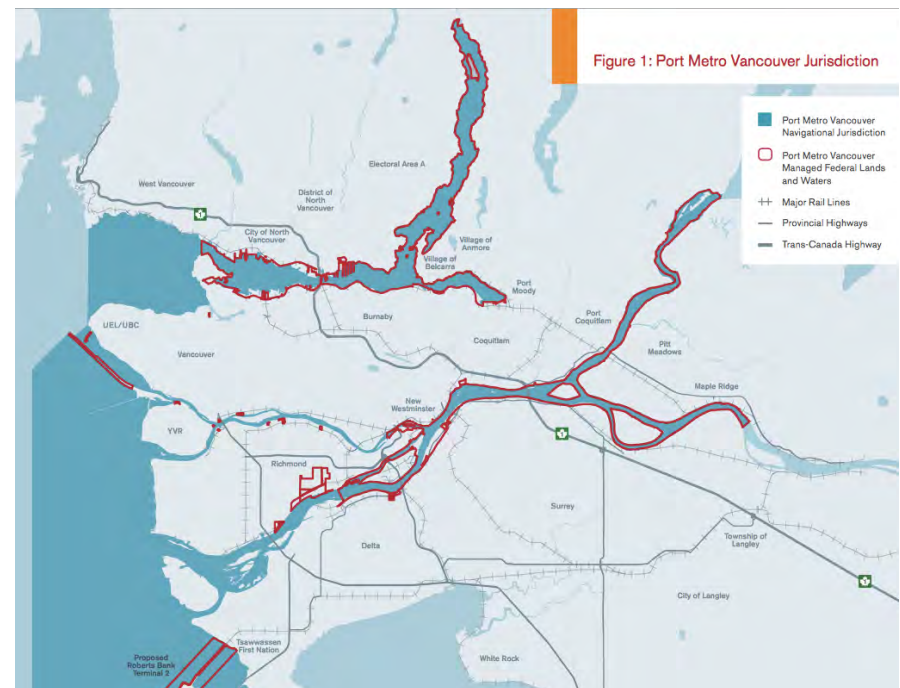 Figure 1: Port Metro Vancouver Jurisdiction
Port Metro Vancouver
Navigational Jurisdiction
Port Metro Vancouver
Managed Federal Lands
and Waters
Major Rail Lines
Provincial Highways
Trans-Canada Highway
Electoral Area A
West Vancouver
District of
North
Vancouver
1
City of North
Vancouver
Village of
Anmore
Village of
Belcarra
Port
Moody
Burnaby
Port
Coquitlam
UEL/UBC
Coquitlam
Vancouver
Pitt
Meadows
Maple Ridge
New
Westminster
YVR
1
Richmond
Surrey
Delta
Township of
Langley
1
City of Langley
Tsawwassen
First Nation
Proposed
Roberts Bank
Terminal 2
White Rock